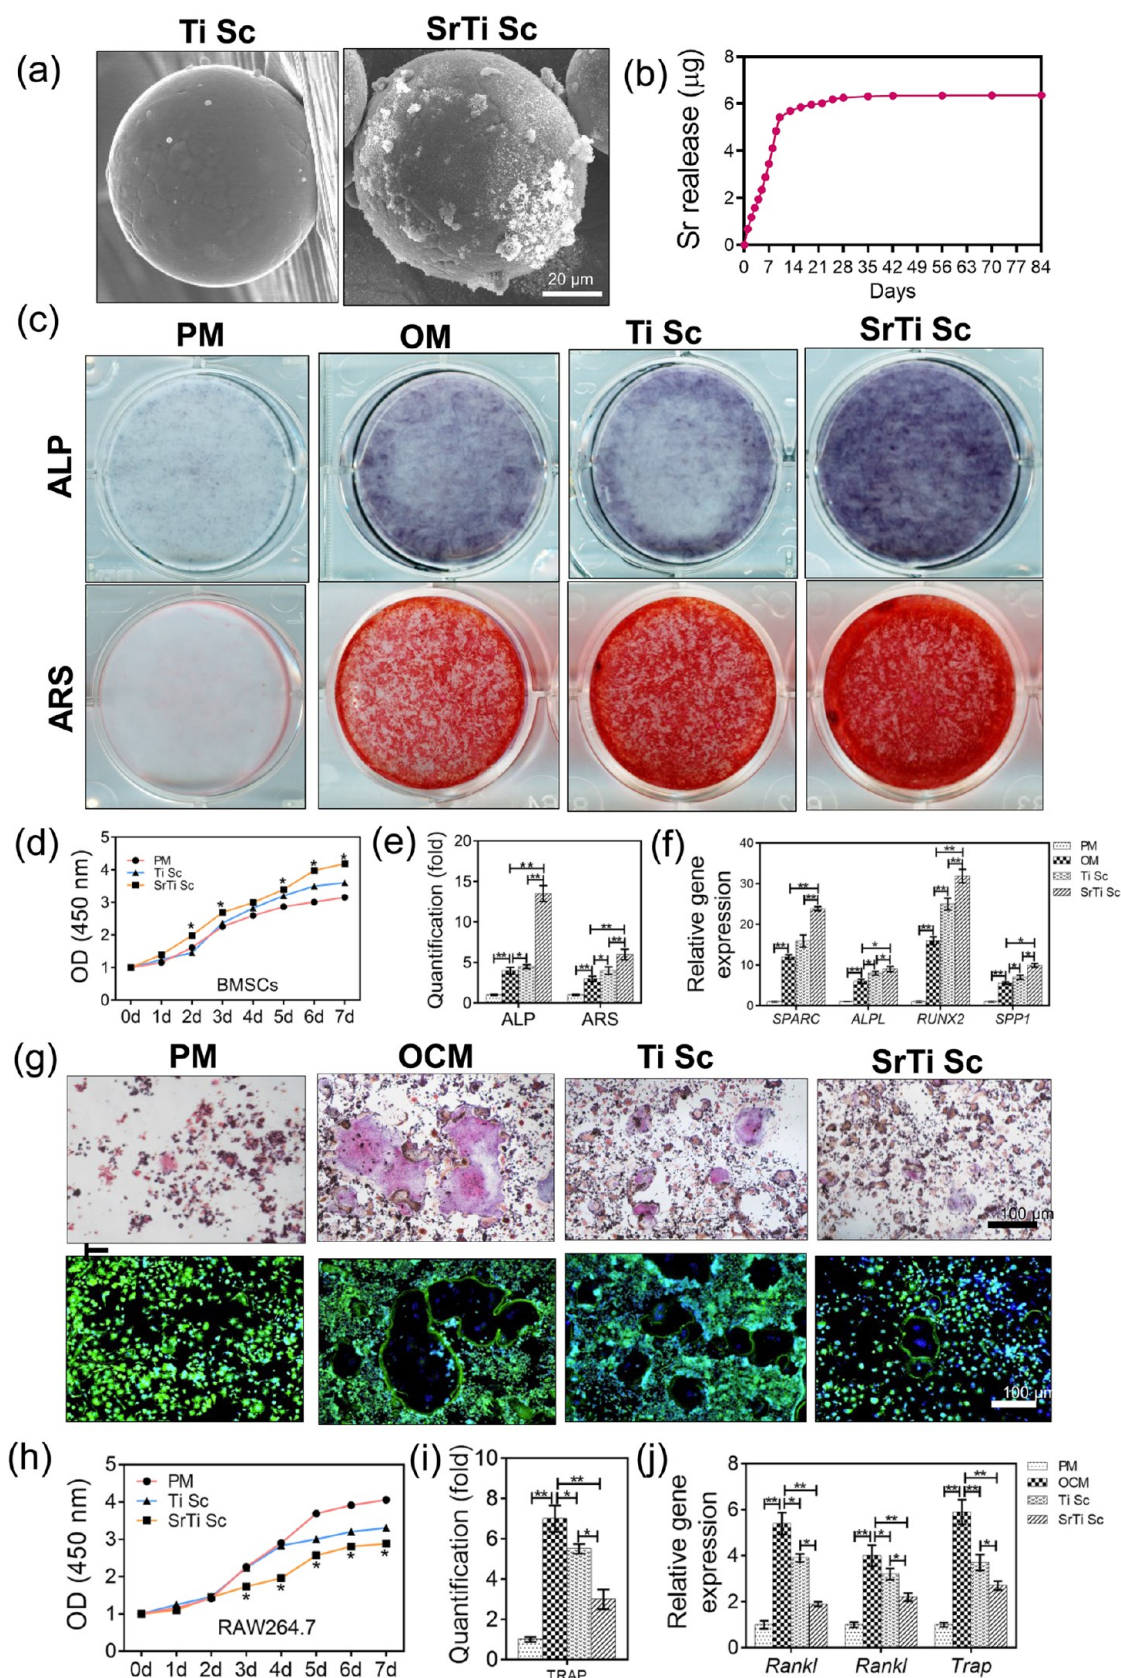 Ti Sc
SrTi Sc
(a)
20 μm
(b)
Sr realease (μg)
8
6
4
2
0
0 7 14 21 28 35 42 49 56 63 70 77 84
Days
(c)
PM
OM
Ti Sc
SrTi Sc
ALP
ARS
(d)
OD (450 nm)
5
4
3
2
1
0
PM
Ti Sc
SrTi Sc
* * * * *
BMSCs
0d 1d 2d 3d 4d 5d 6d 7d
(e)
Quantification (fold)
20
15
10
5
0
** * ** **
** * ** **
ALP ARS
(f)
Relative gene
expression
40
30
20
10
0
** ** **
** * * *
** ** ** **
** * * *
SPARC ALPL RUNX2 SPP1
PM
OM
Ti Sc
SrTi Sc
(g)
PM
OCM
Ti Sc
SrTi Sc
100 μm
100 μm
(h)
OD (450 nm)
5
4
3
2
1
0
PM
Ti Sc
SrTi Sc
* * * * *
RAW264.7
0d 1d 2d 3d 4d 5d 6d 7d
(i)
Quantification (fold)
8
6
4
2
0
** * ** *
TRAP
(j)
Relative gene
expression
8
6
4
2
0
** * ** *
** * ** *
** ** ** *
Rankl Rankl Trap
PM
OCM
Ti Sc
SrTi Sc